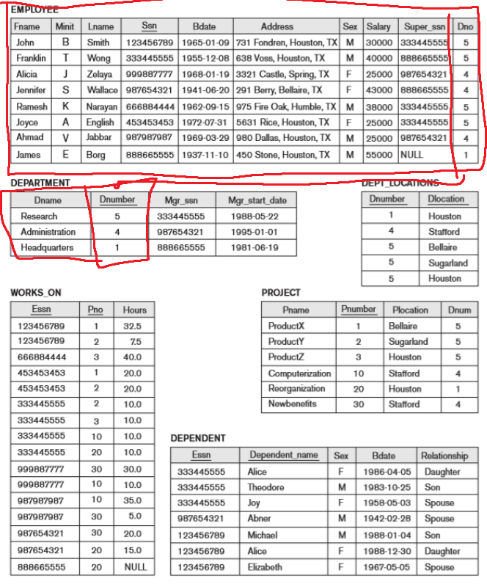 EMPLOYEE
Fname Minit Lname Ssn Bdate Address Sex Salary Super_ssn Dno
John B Smith 123456789 1965-01-09 731 Fondren, Houston, TX M 30000 333445555 5
Franklin T Wong 333445555 1955-12-08 638 Voss, Houston, TX M 40000 888665555 5
Alicia J Zelaya 999887777 1968-01-19 3321 Castle, Spring, TX F 25000 987654321 4
Jennifer S Wallace 987654321 1941-06-20 291 Berry, Bellaire, TX F 43000 888665555 4
Ramesh K Narayan 666884444 1962-09-15 975 Fire Oak, Humble, TX M 38000 333445555 5
Joyce A English 453453453 1972-07-31 5631 Rice, Houston, TX F 25000 333445555 5
Ahmad V Jabbar 987987987 1969-03-29 980 Dallas, Houston, TX M 25000 987654321 4
James E Borg 888665555 1937-11-10 450 Stone, Houston, TX M 55000 NULL 1
DEPARTMENT
Dname Dnumber Mgr_ssn Mgr_start_date
Research 5 333445555 1988-05-22
Administration 4 987654321 1995-01-01
Headquarters 1 888665555 1981-06-19
DEPT_LOCATIONS
Dnumber Dlocation
1 Houston
4 Stafford
5 Bellaire
5 Sugarland
5 Houston
WORKS_ON
Essn Pno Hours
123456789 1 32.5
123456789 2 7.5
666884444 3 40.0
453453453 1 20.0
453453453 2 20.0
333445555 2 10.0
333445555 3 10.0
333445555 10 10.0
333445555 20 10.0
999887777 30 30.0
999887777 10 10.0
987987987 10 35.0
987987987 30 5.0
987654321 30 20.0
987654321 20 15.0
888665555 20 NULL
PROJECT
Pname Pnumber Plocation Dnum
ProductX 1 Bellaire 5
ProductY 2 Sugarland 5
ProductZ 3 Houston 5
Computerization 10 Stafford 4
Reorganization 20 Houston 1
Newbenefits 30 Stafford 4
DEPENDENT
Essn Dependent_name Sex Bdate Relationship
333445555 Alice F 1986-04-05 Daughter
333445555 Theodore M 1983-10-25 Son
333445555 Joy F 1958-05-03 Spouse
987654321 Abner M 1942-02-28 Spouse
123456789 Michael M 1988-01-04 Son
123456789 Alice F 1988-12-30 Daughter
123456789 Elizabeth F 1967-05-05 Spouse